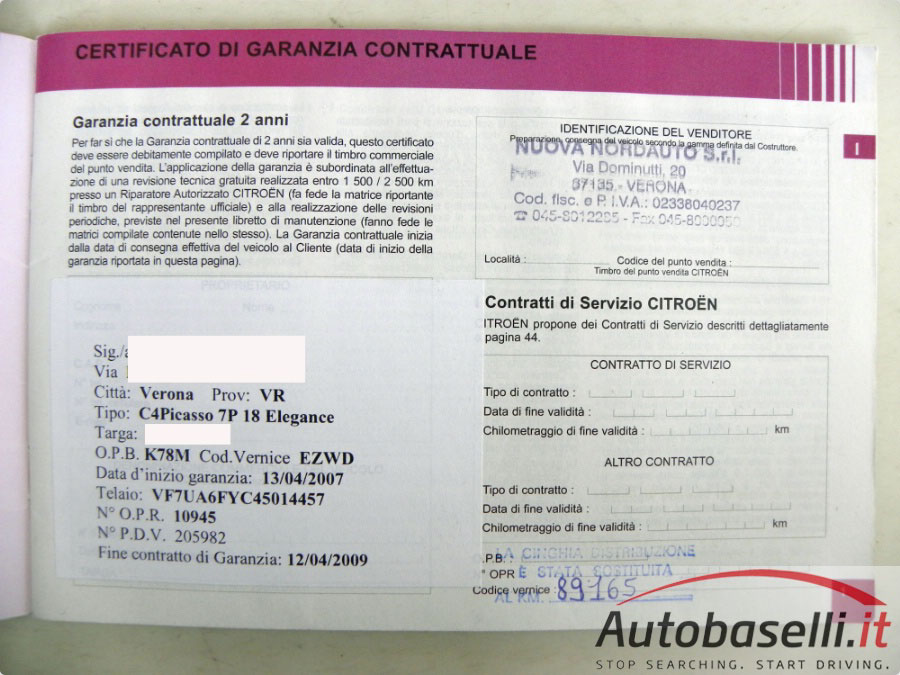 CERTIFICATO DI GARANZIA CONTRATTUALE
Garanzia contrattuale 2 anni
Per far sì che la Garanzia contrattuale di 2 anni sia valida, questo certificato
deve essere debitamente compilato e deve riportare il timbro commerciale
del punto vendita. L'applicazione della garanzia è subordinata all'effettua-
zione di una revisione tecnica gratuita realizzata entro 1 500 / 2 500 km
presso un Riparatore Autorizzato CITROËN (fa fede la matrice riportante
il timbro del rappresentante ufficiale) e alla realizzazione delle revisioni
periodiche, previste nel presente libretto di manutenzione (fanno fede le
matrici compilate contenute nello stesso). La Garanzia contrattuale inizia
dalla data di consegna effettiva del veicolo al Cliente (data di inizio della
garanzia riportata in questa pagina).
PROPRIETARIO
Cognome Nome
Indirizzo
Sig./a
Via
Città: Verona Prov: VR
Tipo: C4Picasso 7P 18 Elegance
Targa:
O.P.B. K78M Cod.Vernice EZWD
Data d'inizio garanzia: 13/04/2007
Telaio: VF7UA6FYC45014457
N° O.P.R. 10945
N° P.D.V. 205982
Fine contratto di Garanzia: 12/04/2009
IDENTIFICAZIONE DEL VENDITORE
Preparazione, consegna del veicolo secondo la gamma definita dal Costruttore.
NUOVA NORDAUTO S.r.l.
Via Dominutti, 20
37135 - VERONA
Cod. fisc. e P. I.V.A.: 02338040237
Località : Codice del punto vendita :
Timbro del punto vendita CITROËN
I
Contratti di Servizio CITROËN
CITROËN propone dei Contratti di Servizio descritti dettagliatamente
pagina 44.
CONTRATTO DI SERVIZIO
Tipo di contratto :
Data di fine validità :
Chilometraggio di fine validità : km
ALTRO CONTRATTO
Tipo di contratto :
Data di fine validità :
Chilometraggio di fine validità : km
O.P.B. :
LA CINGHIA DISTRIBUZIONE
N° OPR
È STATA SOSTITUITA
Codice vernice :
AL KM. 89165
Autobaselli.it
STOP SEARCHING. START DRIVING.